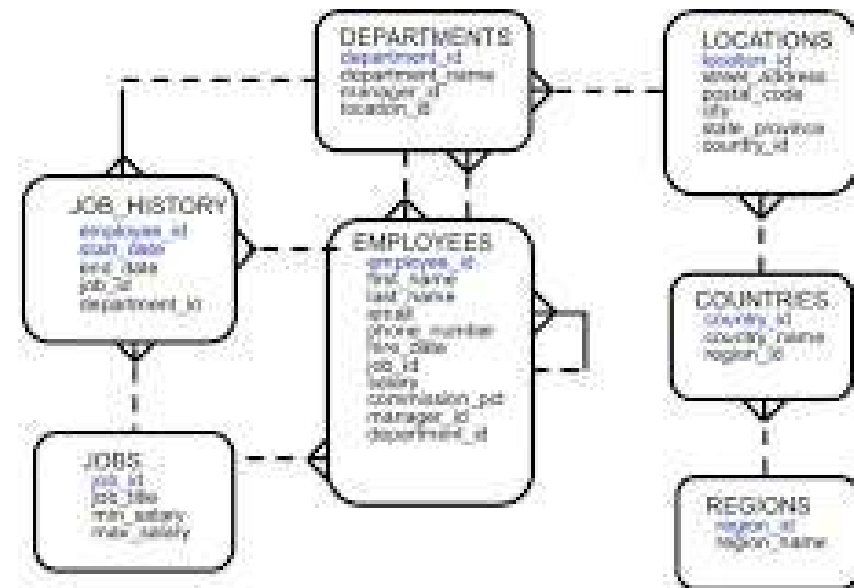 DEPARTMENTS
department_id
department_name
manager_id
location_id
LOCATIONS
location_id
street_address
postal_code
city
state_province
country_id
JOB_HISTORY
employee_id
start_date
end_date
job_id
department_id
EMPLOYEES
employee_id
first_name
last_name
email
phone_number
hire_date
job_id
salary
commission_pct
manager_id
department_id
COUNTRIES
country_id
country_name
region_id
JOBS
job_id
job_title
min_salary
max_salary
REGIONS
region_id
region_name